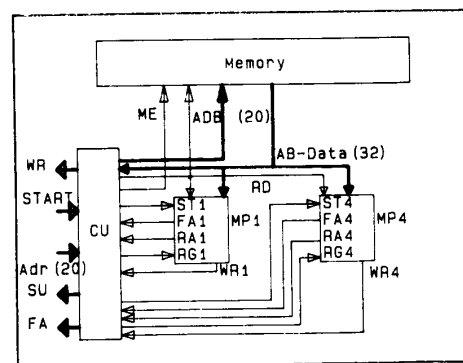 Memory
ME
ADB (20)
WR
AB-Data (32)
START
RD
ST1
FA1
RA1
RG1
MP1
ST4
FA4
RA4
RG4
MP4
CU
Adr (20)
WR1
WR4
SU
FA